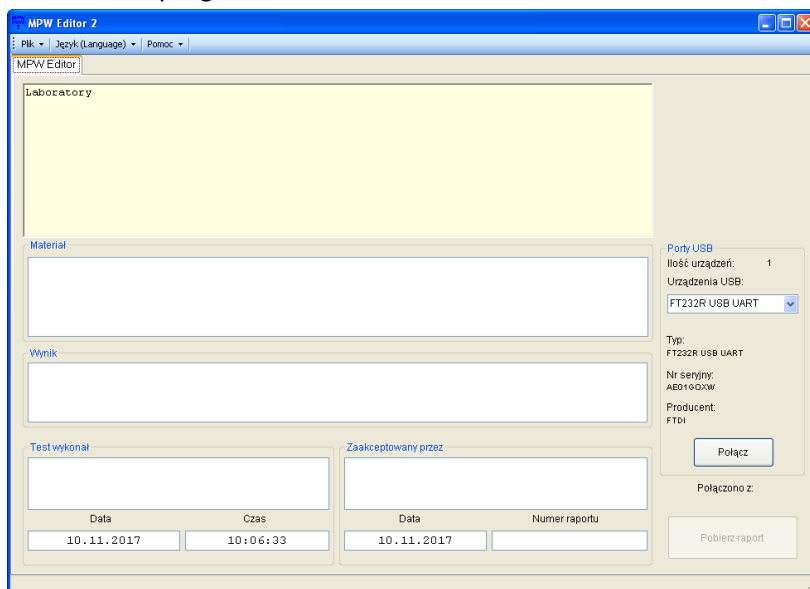 MPW Editor 2
Plik Język (Language) Pomoc
MPW Editor
Laboratory
Materiał
Wynik
Test wykonał
Data Czas
10.11.2017 10:06:33
Zaakceptowany przez
Data Numer raportu
10.11.2017
Porty USB
Ilość urządzeń: 1
Urządzenia USB:
FT232R USB UART
Typ:
FT232R USB UART
Nr seryjny:
AE01GOXW
Producent:
FTDI
Połącz
Połączono z:
Pobierz raport